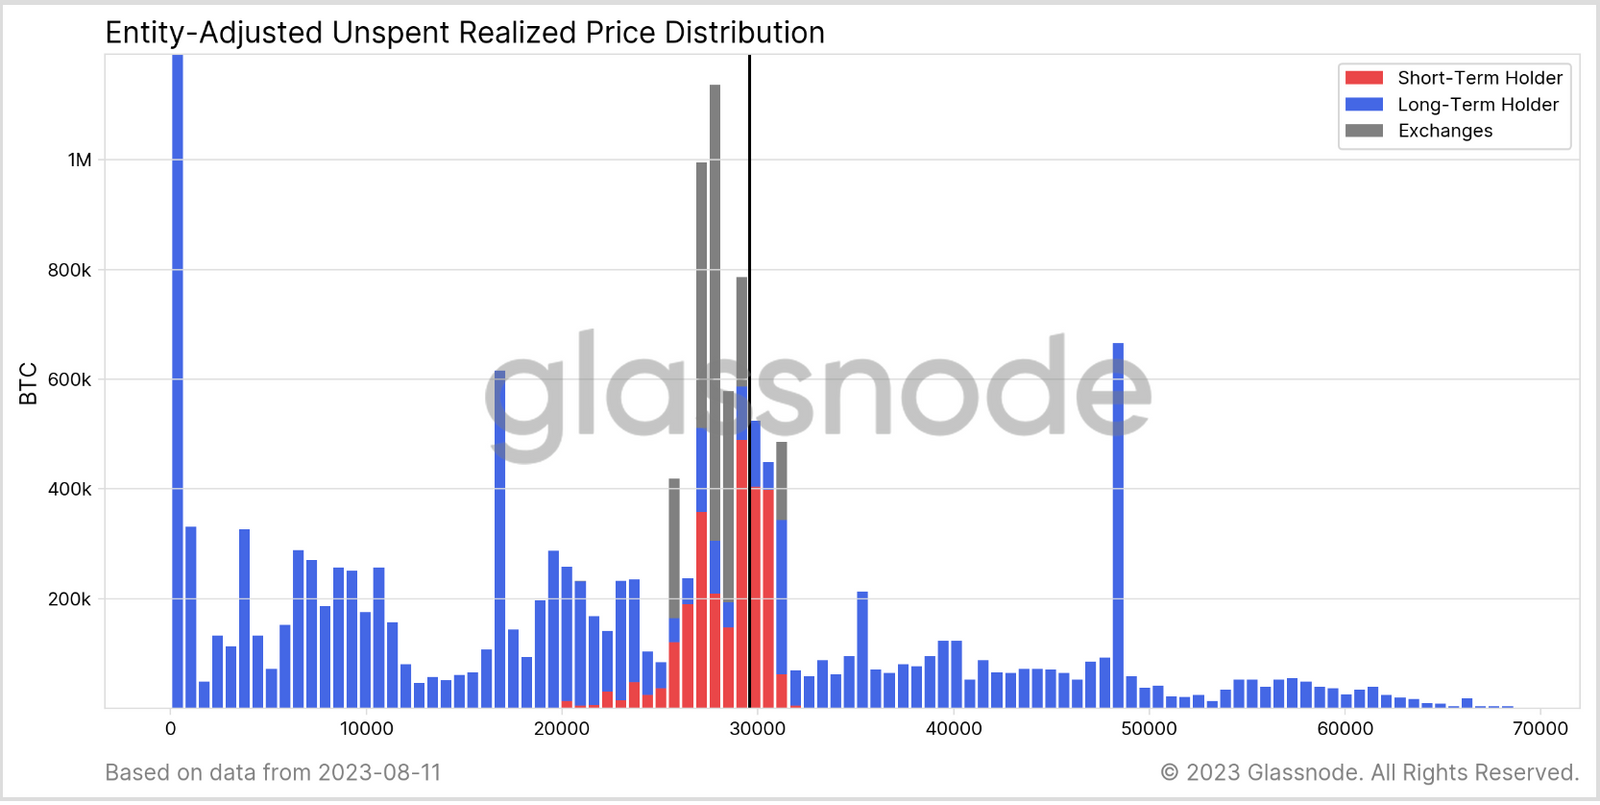 Entity-Adjusted Unspent Realized Price Distribution
Short-Term Holder
Long-Term Holder
Exchanges
1M
800k
600k
400k
200k
BTC
glassnode
0 10000 20000 30000 40000 50000 60000 70000
Based on data from 2023-08-11 © 2023 Glassnode. All Rights Reserved.